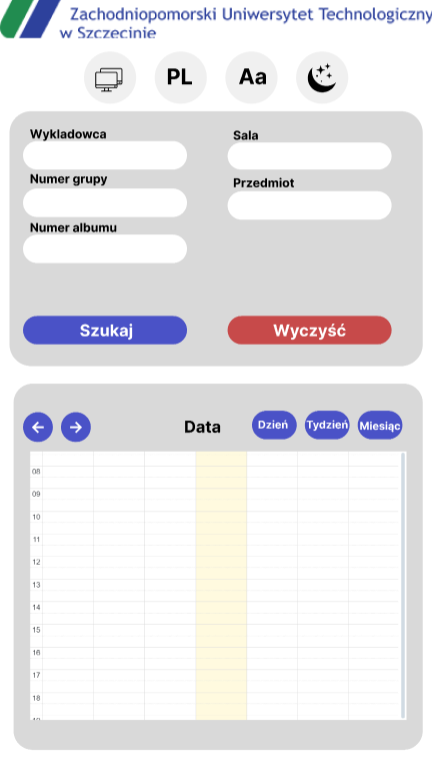 Zachodniopomorski Uniwersytet Technologiczny
w Szczecinie
PL
Aa
Wykladowca
Sala
Numer grupy
Przedmiot
Numer albumu
Szukaj
Wyczyść
Data
Dzień
Tydzień
Miesiąc
08
09
10
11
12
13
14
15
16
17
18